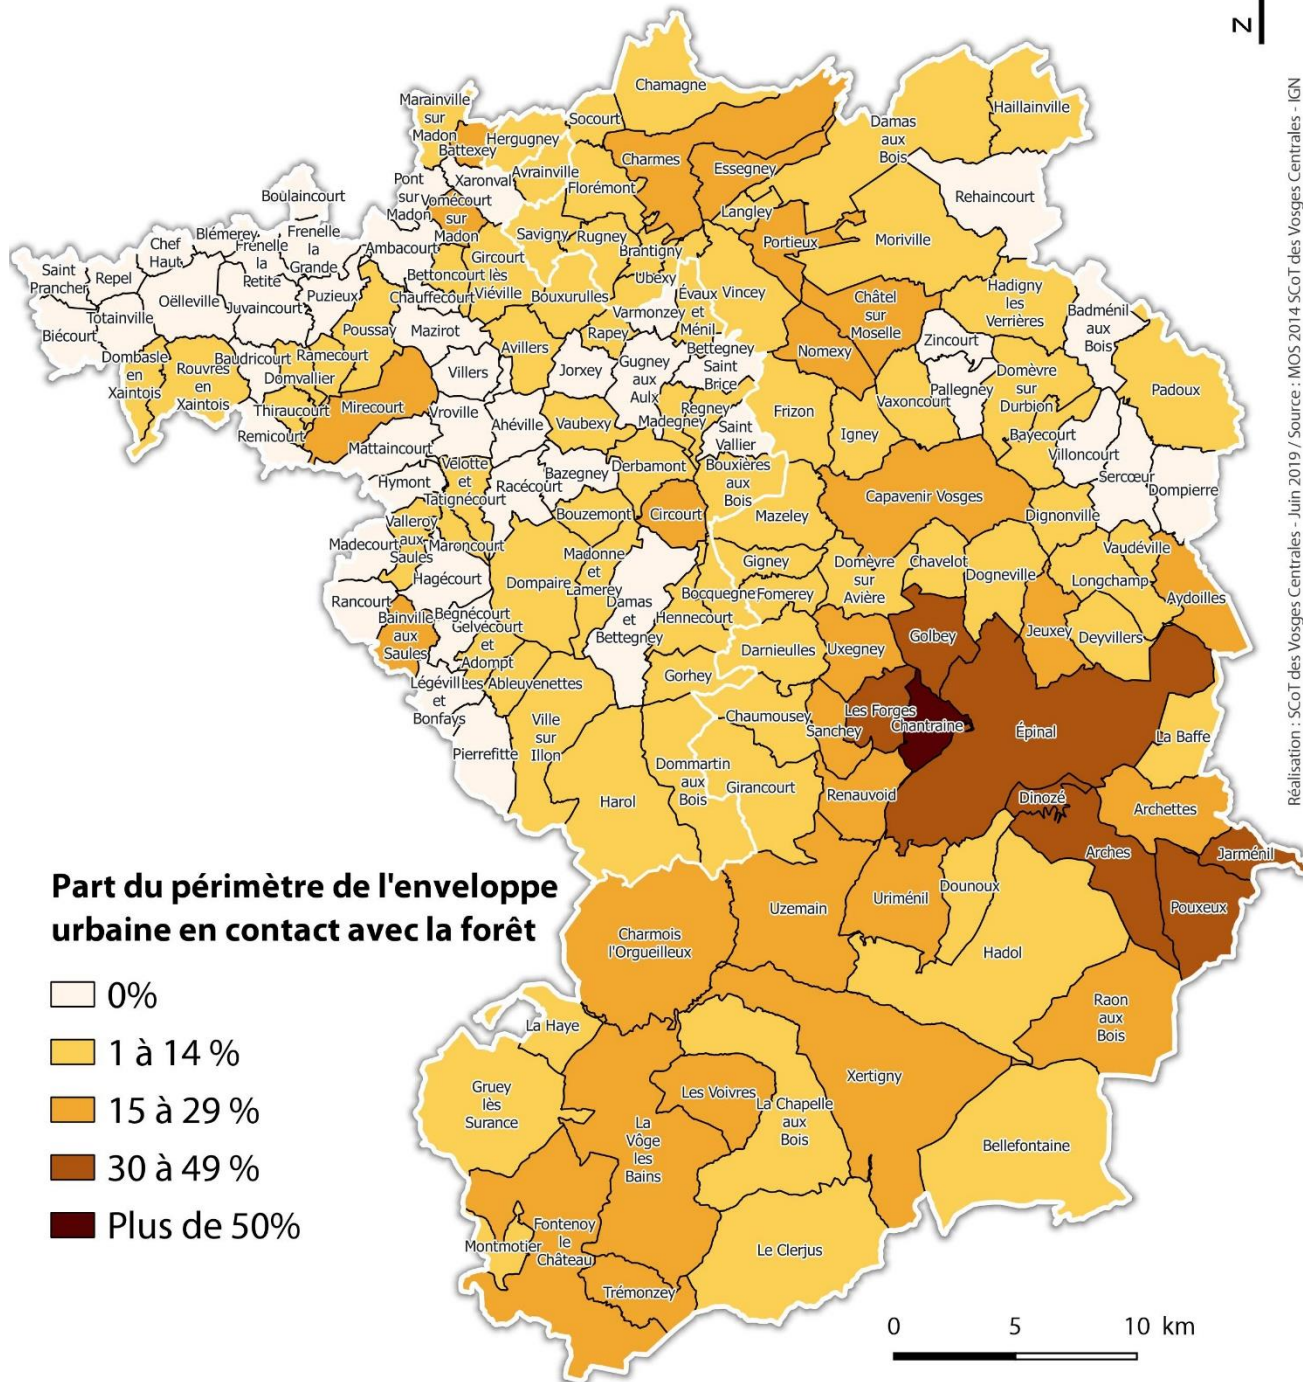 N
Réalisation : SCoT des Vosges Centrales - Juin 2019 / Source : MOS 2014 SCoT des Vosges Centrales - IGN
Chamagne
Haillainville
Marainville
sur
Madon
Socourt
Damas
aux
Bois
Battexey
Hergugney
Charmes
Essegney
Avrainville
Boulaincourt
Pont
sur
Madon
Xaronval
Florémont
Rehaincourt
Vomécourt
sur
Madon
Langley
Portieux
Moriville
Blémerey
Frenelle
la
Grande
Chef
Haut
Frenelle
la
Retité
Ambacourt
Savigny
Rugney
Brantigny
Ubexy
Saint
Prancher
Repel
Oëlleville
Juvaincourt
Puzieux
Bettoncourt
Gircourt
lès
Viéville
Bouxurulles
Varmonzey
Évaux
et
Ménil
Vincey
Châtel
sur
Moselle
Hadigny
les
Verrières
Badménil
aux
Bois
Totainville
Biécourt
Chauffecourt
Poussay
Mazirot
Avillers
Rapey
Bettegney
Saint
Brice
Nomexy
Zincourt
Dombasle
en
Xaintois
Rouvres
en
Xaintois
Baudricourt
Ramecourt
Domvallier
Villers
Jorxey
Gugney
aux
Aulx
Pallegney
Domèvre
sur
Durbion
Padoux
Thiraucourt
Mirecourt
Vroville
Ahéville
Vaubexy
Regney
Madegney
Saint
Vallier
Frizon
Vaxoncourt
Igney
Bayecourt
Villoncourt
Remicourt
Mattaincourt
Hymont
Velotte
et
Tatignécourt
Racécourt
Bazegney
Derbamont
Bouxières
aux
Bois
Sercœur
Dompierre
Capavenir Vosges
Valleroy
aux
Saules
Bouzemont
Circourt
Mazeley
Dignonville
Madecourt
Maroncourt
Madonne
et
Lamerey
Vaudéville
Hagécourt
Dompaire
Gigney
Domèvre
sur
Avière
Chavelot
Dogneville
Longchamp
Rancourt
Bainville
aux
Saules
Begnécourt
Gelvécourt
et
Adompt
Damas
et
Bettegney
Bocquegney
Fomerey
Hennecourt
Aydoilles
Golbey
Jeuxey
Deyvillers
Darnieulles
Uxegney
Légéville
et
Bonfays
Les Ableuvenettes
Gorhey
Ville
sur
Illon
Chaumousey
Sanchey
Les Forges
Chantraine
Épinal
La Baffe
Pierrefitte
Dommartin
aux
Bois
Girancourt
Harol
Renauvoid
Dinozé
Archettes
Arches
Jarménil
Dounoux
Uriménil
Uzemain
Pouxeux
Charmois
l'Orgueilleux
Hadol
Raon
aux
Bois
La Haye
Xertigny
Gruey
lès
Surance
Les Voivres
La Chapelle
aux
Bois
La
Vôge
les
Bains
Bellefontaine
Fontenoy
le
Château
Montmotier
Le Clerjus
Trémonzey
Part du périmètre de l'enveloppe
urbaine en contact avec la forêt
0%
1 à 14 %
15 à 29 %
30 à 49 %
Plus de 50%
0 5 10 km